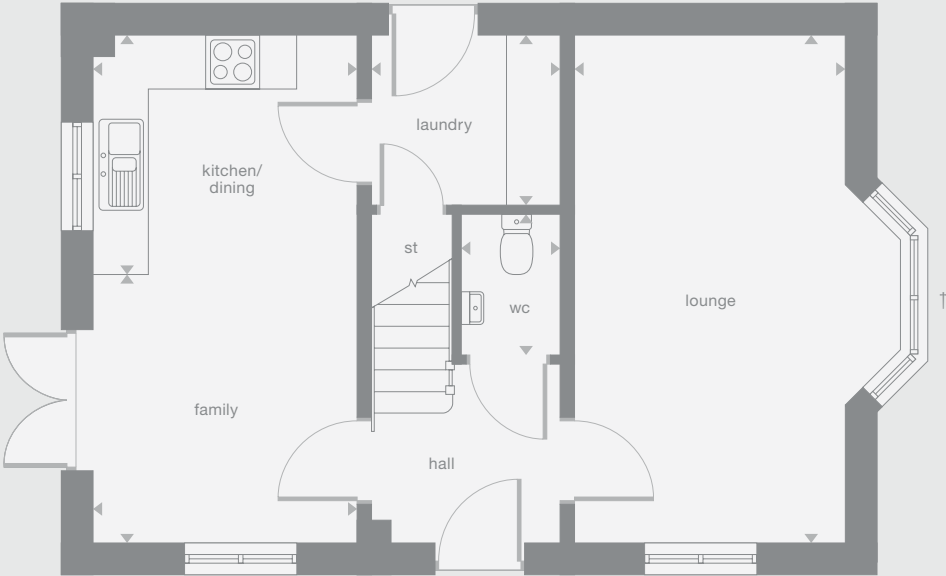 laundry
kitchen/
dining
st
wc
lounge
†
family
hall